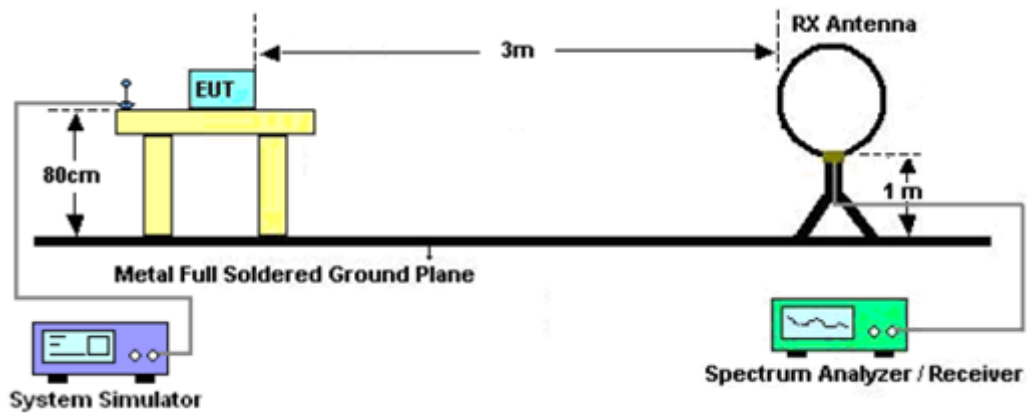 RX Antenna
3m
EUT
80cm
1 m
Metal Full Soldered Ground Plane
System Simulator
Spectrum Analyzer / Receiver